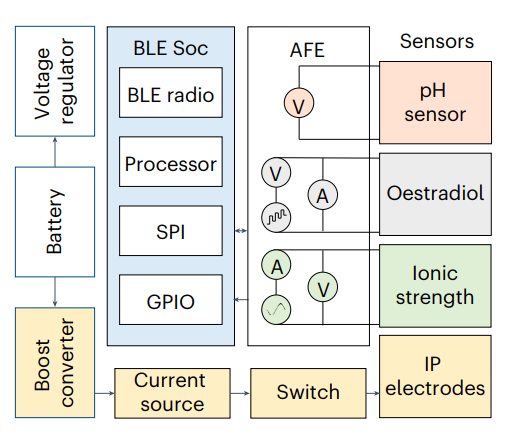 Voltage
regulator
Battery
Boost
converter
BLE Soc
BLE radio
Processor
SPI
GPIO
AFE
V
V
A
A
V
Sensors
pH
sensor
Oestradiol
Ionic
strength
IP
electrodes
Current
source
Switch